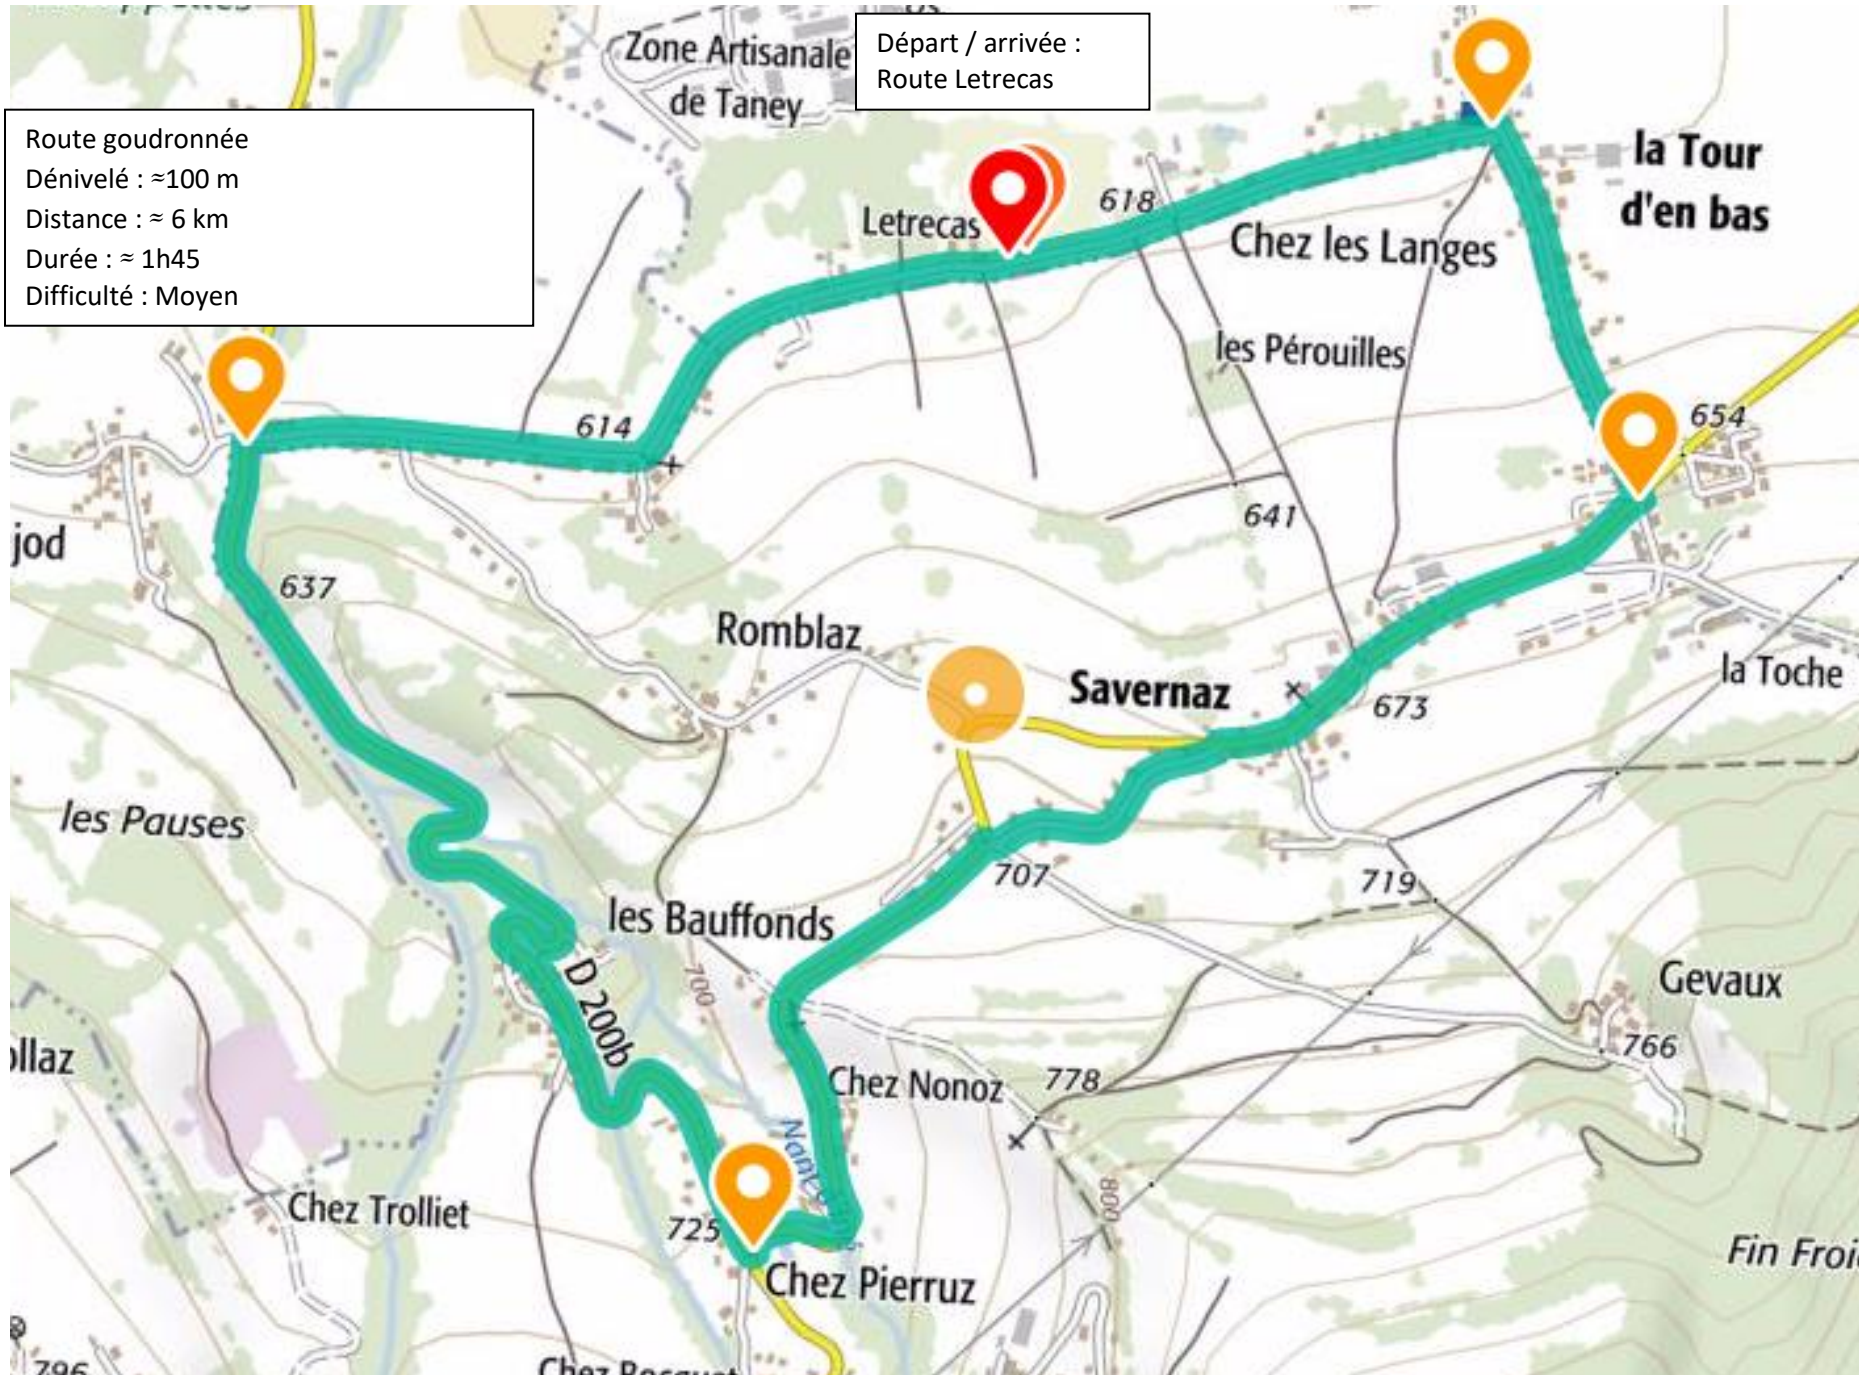 Zone Artisanale
de Taney
Départ / arrivée :
Route Letrecas
Route goudronnée
Dénivelé : ≈100 m
Distance : ≈ 6 km
Durée : ≈ 1h45
Difficulté : Moyen
la Tour
d'en bas
Letrecas
618
Chez les Langes
les Pérouilles
614
654
641
jod
637
Romblaz
Savernaz
673
la Toche
les Pauses
707
719
les Bauffonds
700
D 200b
Gevaux
766
Chez Nonoz
778
800
Chez Trolliet
725
Chez Pierruz
796